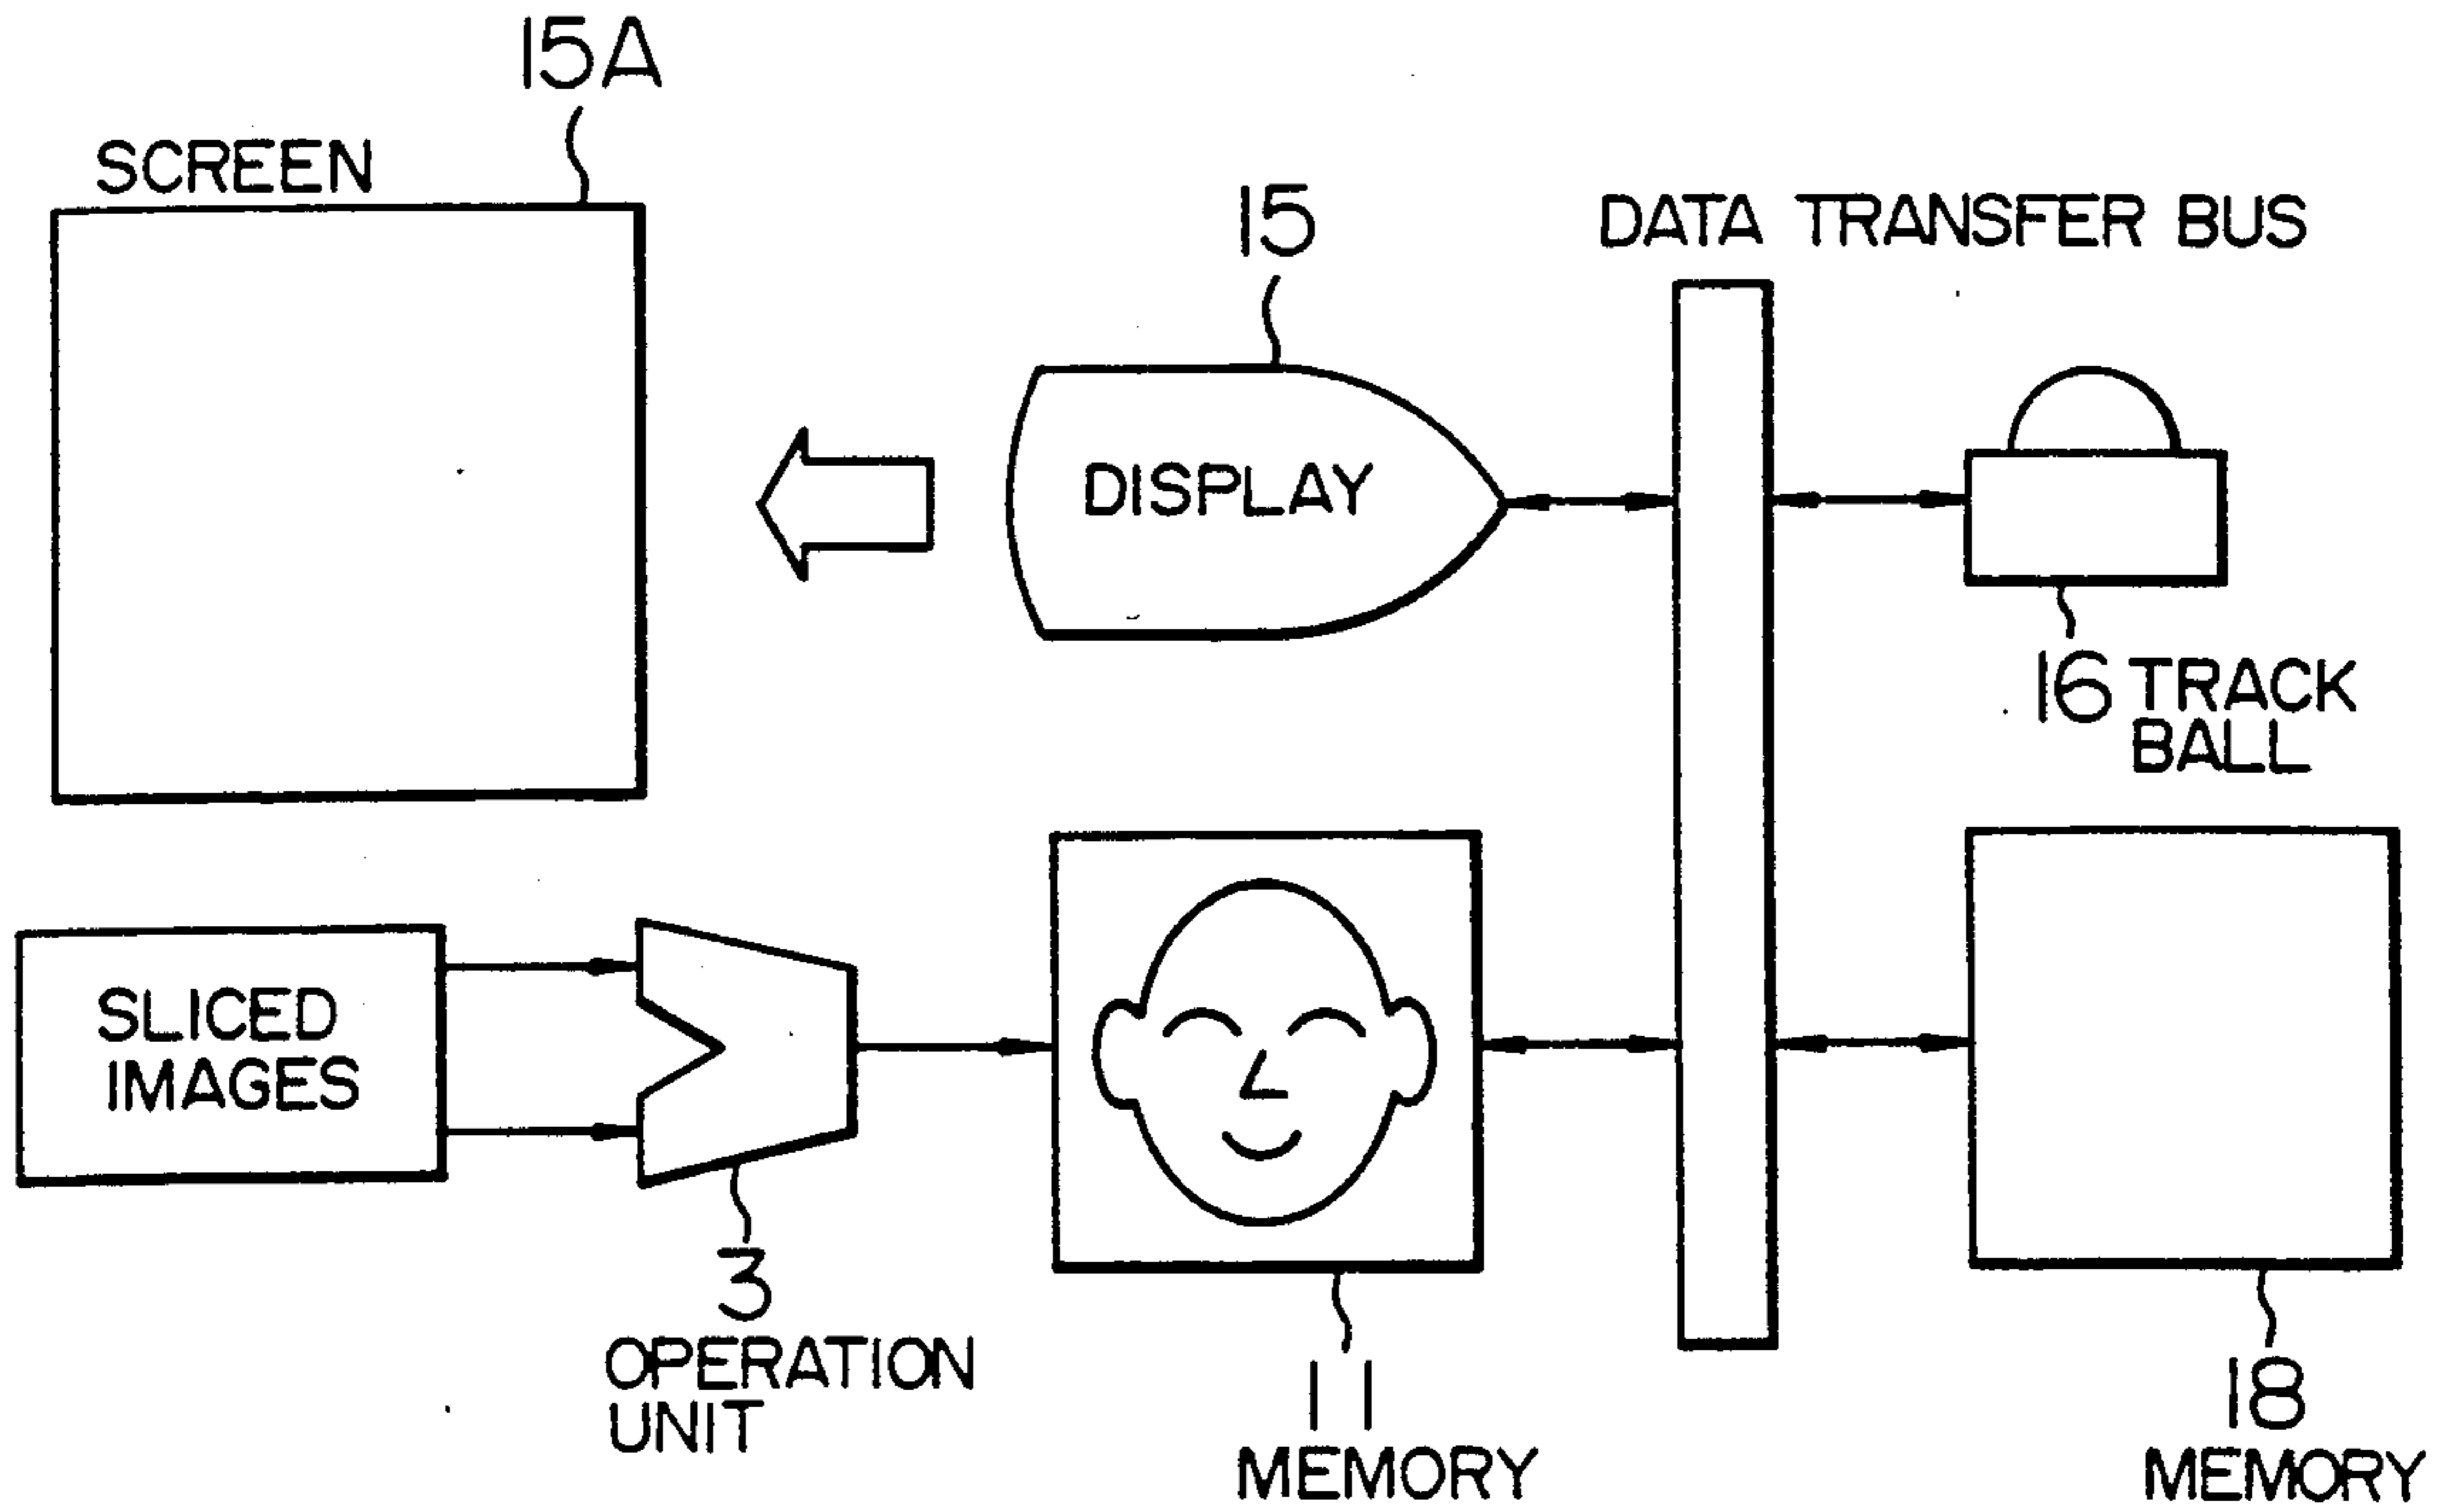 15A
SCREEN
15
DATA TRANSFER BUS
DISPLAY
16 TRACK
BALL
SLICED
IMAGES
3
OPERATION
UNIT
11
MEMORY
18
MEMORY